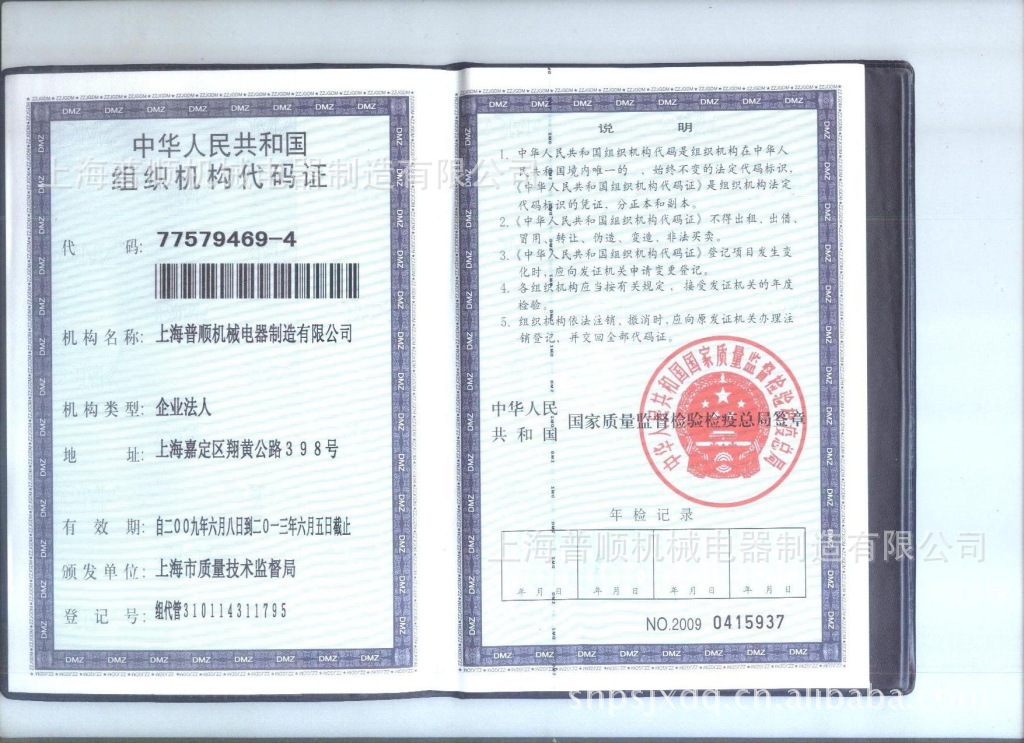 中华人民共和国
组织机构代码证
代 码: 77579469-4
机构名称: 上海普顺机械电器制造有限公司
机构类型: 企业法人
地 址: 上海嘉定区翔黄公路398号
有 效 期: 自二00九年六月八日到二0一三年六月五日截止
颁发单位: 上海市质量技术监督局
登 记 号: 组代管310114311795
说 明
1. 中华人民共和国组织机构代码是组织机构在中华人
民共和国境内唯一的、始终不变的法定代码标识，
《中华人民共和国组织机构代码证》是组织机构法定
代码标识的凭证，分正本和副本。
2.《中华人民共和国组织机构代码证》不得出租、出借、
冒用、转让、伪造、变造、非法买卖。
3.《中华人民共和国组织机构代码证》登记项目发生变
化时，应向发证机关申请变更登记。
4. 各组织机构应当按有关规定，接受发证机关的年度
检验。
5. 组织机构依法注销、撤消时，应向原发证机关办理注
销登记，并交回全部代码证。
中华人民
共和国 国家质量监督检验检疫总局签章
中华人民共和国国家质量监督检验检疫总局
年检记录
年 月 日 年 月 日 年 月 日 年 月 日
NO.2009 0415937
上海普顺机械电器制造有限公司
上海普顺机械电器制造有限公司
shpsjxdq.cn.alibaba.com